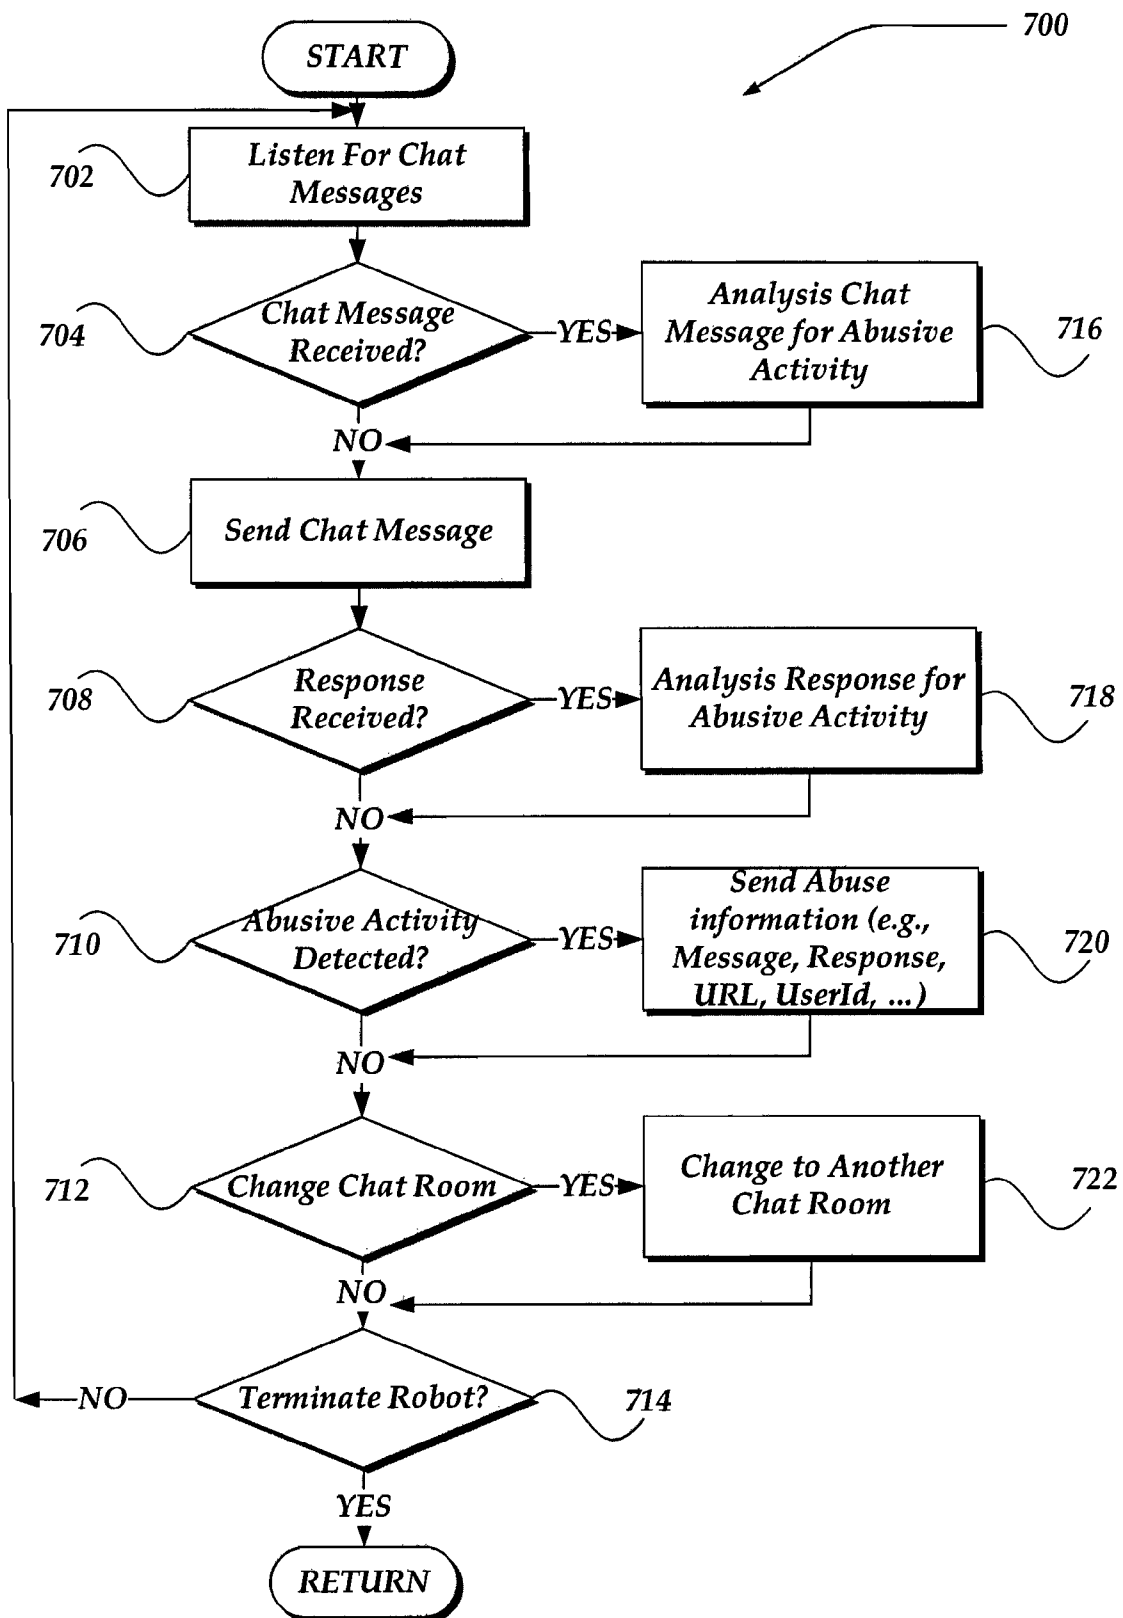 700
START
702
Listen For Chat
Messages
704
Chat Message
Received?
YES
Analysis Chat
Message for Abusive
Activity
716
NO
706
Send Chat Message
708
Response
Received?
YES
Analysis Response for
Abusive Activity
718
NO
710
Abusive Activity
Detected?
YES
Send Abuse
information (e.g.,
Message, Response,
URL, UserId, ...)
720
NO
712
Change Chat Room
YES
Change to Another
Chat Room
722
NO
NO
Terminate Robot?
714
YES
RETURN